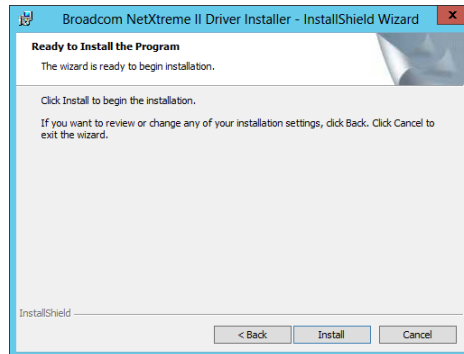 Broadcom NetXtreme II Driver Installer - InstallShield Wizard
x
Ready to Install the Program
The wizard is ready to begin installation.
Click Install to begin the installation.
If you want to review or change any of your installation settings, click Back. Click Cancel to
exit the wizard.
InstallShield
< Back
Install
Cancel